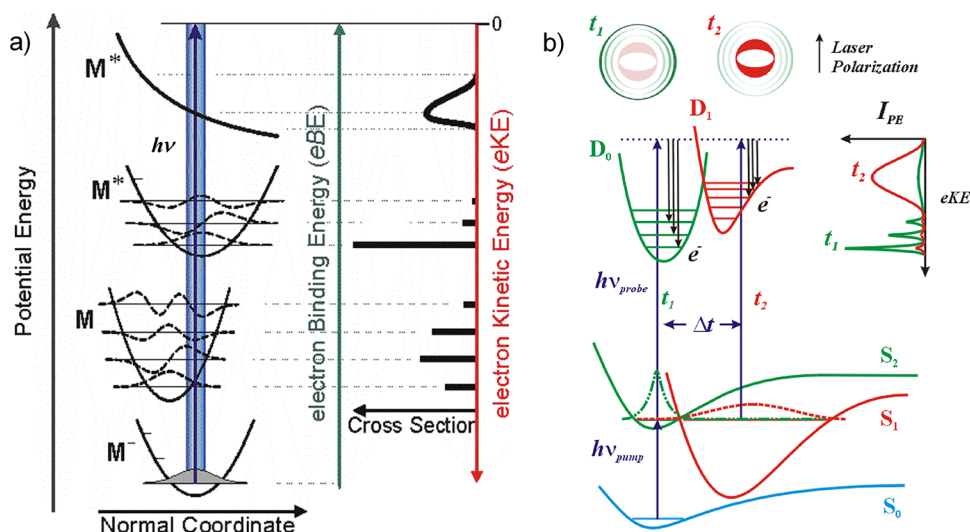 a)
M*
hν
M*
M
M⁻
Potential Energy
Normal Coordinate
electron Binding Energy (eBE)
0
electron Kinetic Energy (eKE)
Cross Section
b)
t₁
t₂
Laser
Polarization
D₁
D₀
I_PE
t₂
eKE
t₁
e⁻
e⁻
hν_probe
t₁
t₂
Δt
S₂
S₁
hν_pump
S₀